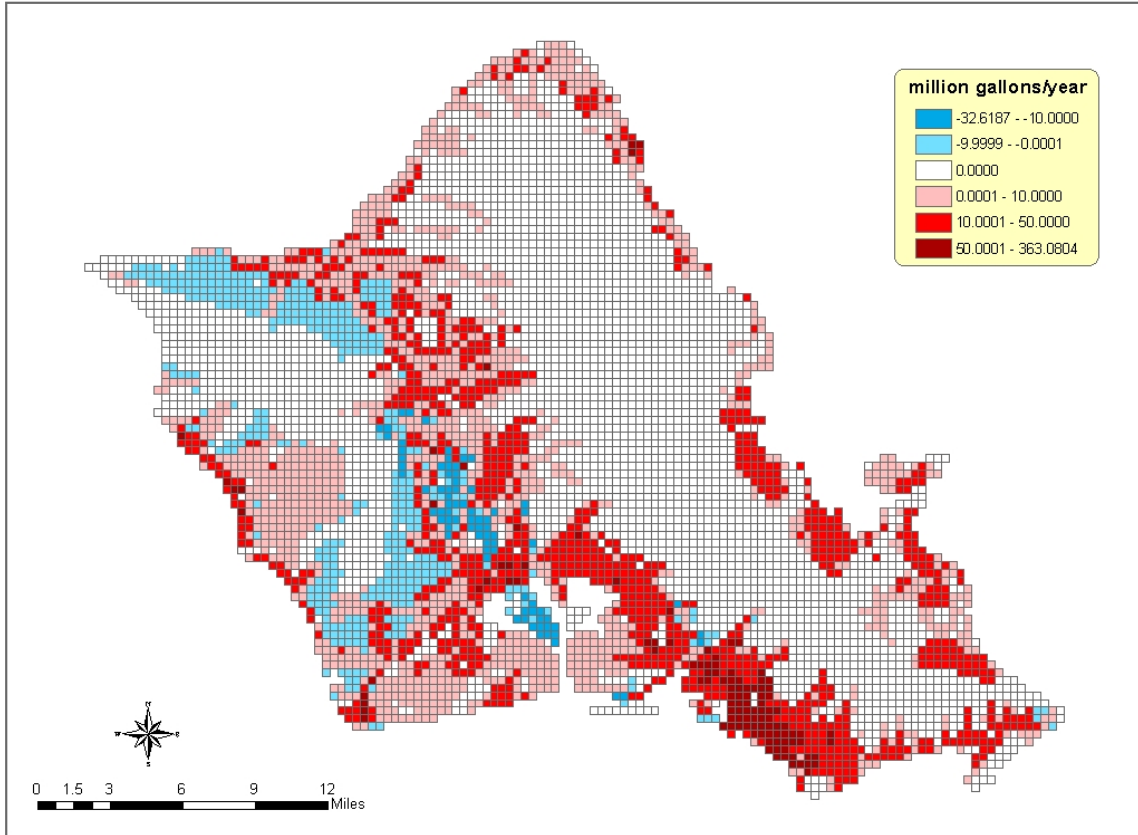 million gallons/year
-32.6187 - -10.0000
-9.9999 - -0.0001
0.0000
0.0001 - 10.0000
10.0001 - 50.0000
50.0001 - 363.0804
N
W E
S
0 1.5 3 6 9 12
Miles